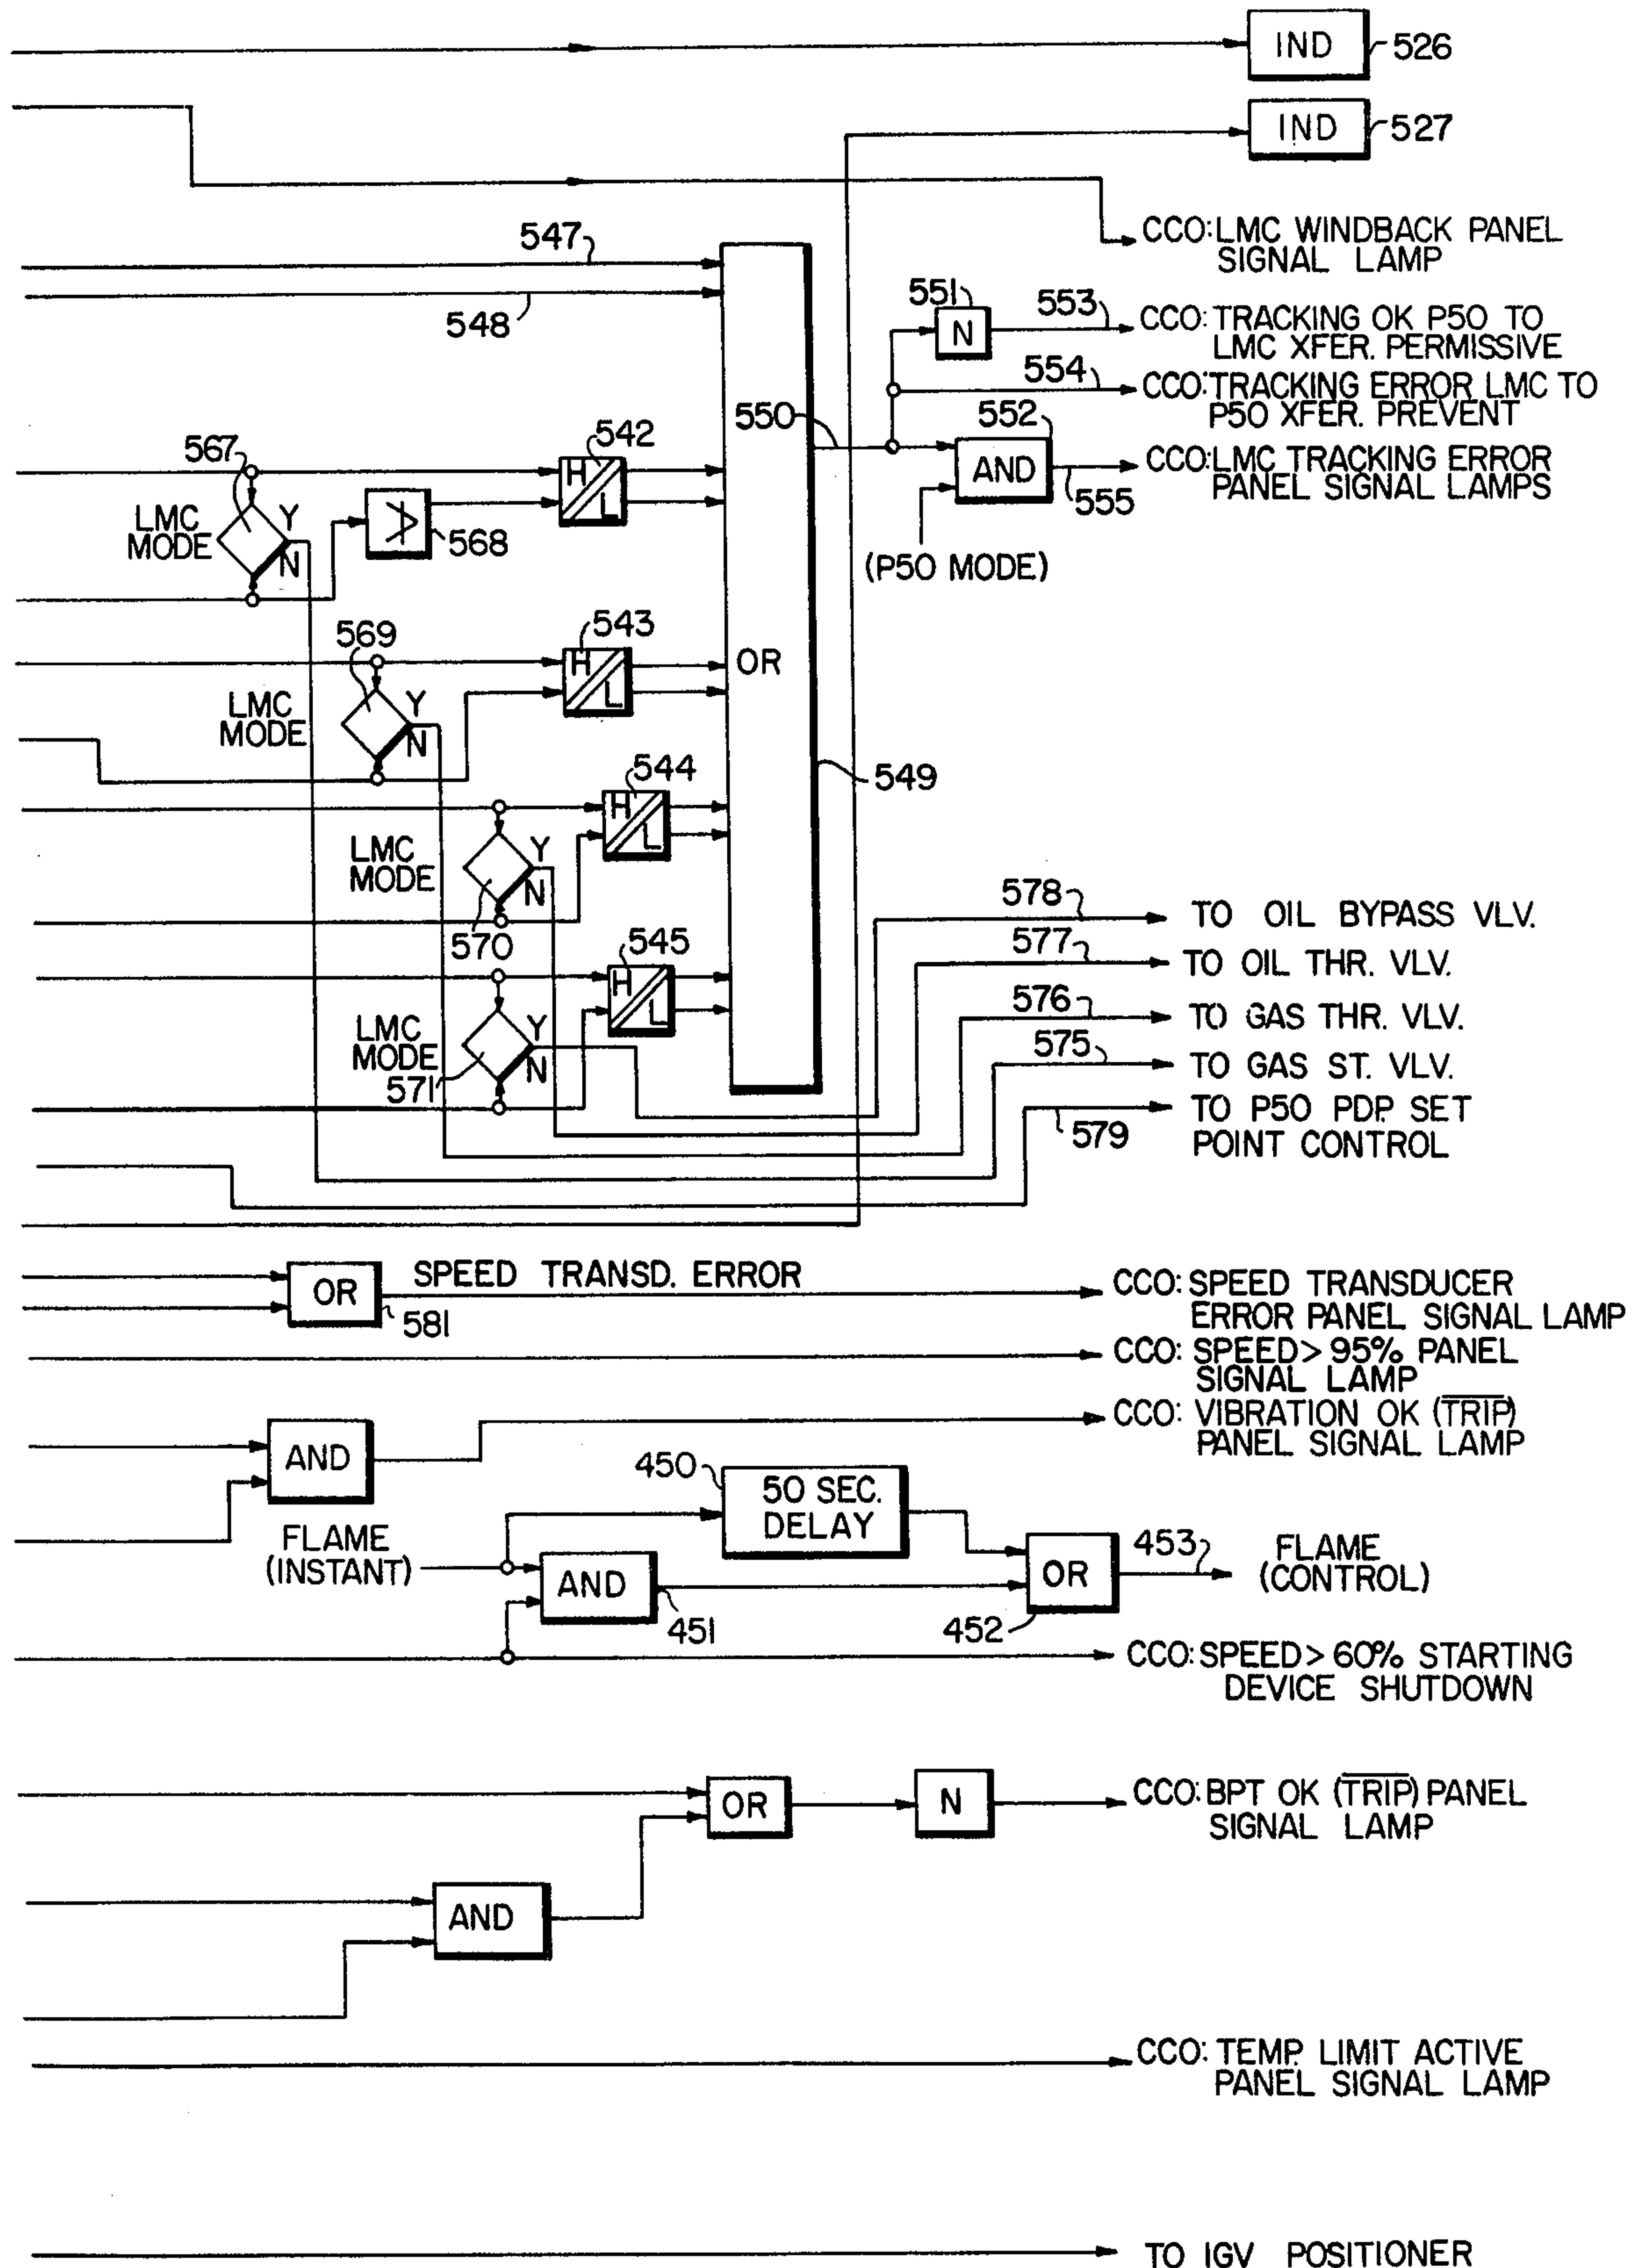 IND
526
IND
527
CCO: LMC WINDBACK PANEL
SIGNAL LAMP
547
548
551
N
553
CCO: TRACKING OK P50 TO
LMC XFER. PERMISSIVE
554
CCO: TRACKING ERROR LMC TO
P50 XFER. PREVENT
550
552
AND
CCO: LMC TRACKING ERROR
PANEL SIGNAL LAMPS
555
(P50 MODE)
567
542
H
L
LMC
MODE
Y
N
568
569
543
H
L
OR
LMC
MODE
Y
N
544
H
L
549
LMC
MODE
Y
N
570
545
H
L
LMC
MODE
Y
N
571
578
TO OIL BYPASS VLV.
577
TO OIL THR. VLV.
576
TO GAS THR. VLV.
575
TO GAS ST. VLV.
579
TO P50 PDP. SET
POINT CONTROL
OR
581
SPEED TRANSD. ERROR
CCO: SPEED TRANSDUCER
ERROR PANEL SIGNAL LAMP
CCO: SPEED > 95% PANEL
SIGNAL LAMP
CCO: VIBRATION OK (T̅R̅I̅P̅)
PANEL SIGNAL LAMP
AND
450
50 SEC.
DELAY
FLAME
(INSTANT)
AND
451
OR
452
453
FLAME
(CONTROL)
CCO: SPEED > 60% STARTING
DEVICE SHUTDOWN
OR
N
CCO: BPT OK (T̅R̅I̅P̅) PANEL
SIGNAL LAMP
AND
CCO: TEMP. LIMIT ACTIVE
PANEL SIGNAL LAMP
TO IGV POSITIONER